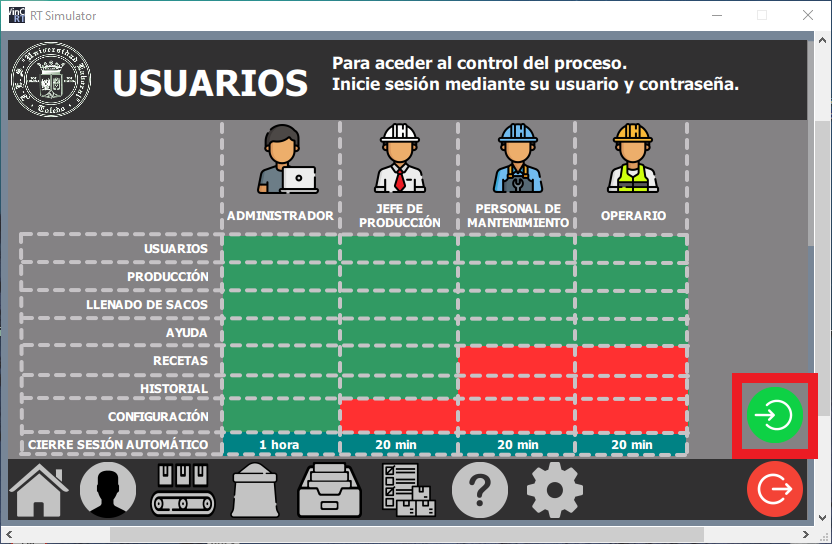 RT Simulator
USUARIOS
Para aceder al control del proceso.
Inicie sesión mediante su usuario y contraseña.
ADMINISTRADOR
JEFE DE
PRODUCCIÓN
PERSONAL DE
MANTENIMIENTO
OPERARIO
USUARIOS
PRODUCCIÓN
LLENADO DE SACOS
AYUDA
RECETAS
HISTORIAL
CONFIGURACIÓN
CIERRE SESIÓN AUTOMÁTICO 1 hora 20 min 20 min 20 min
?